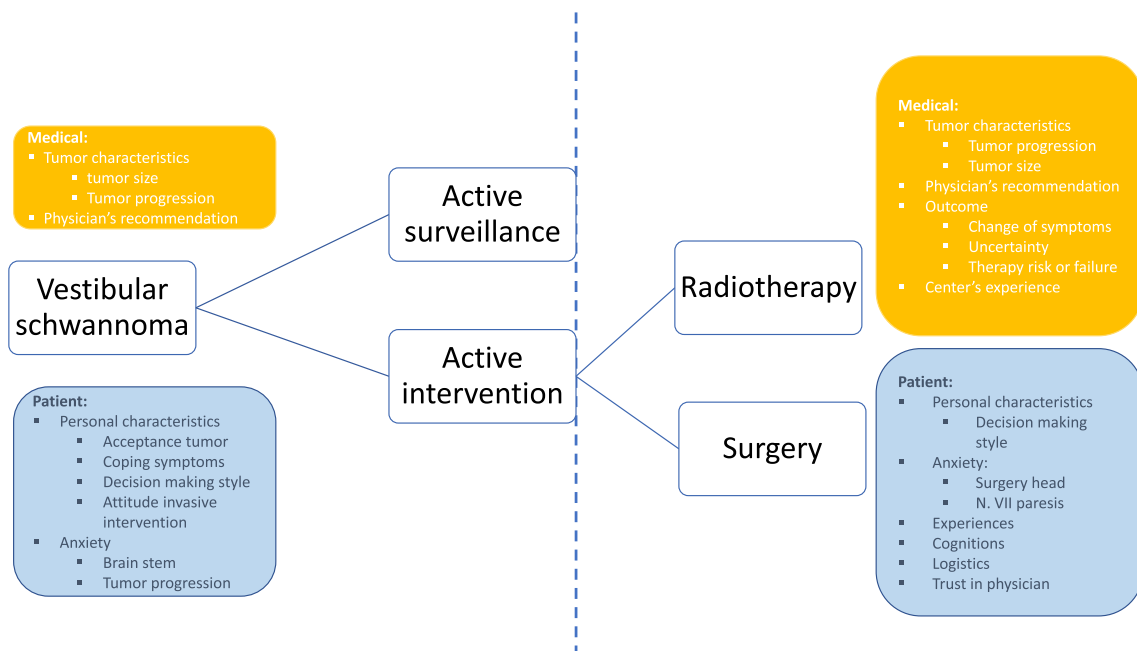 Medical:
▪ Tumor characteristics
▪ tumor size
▪ Tumor progression
▪ Physician's recommendation
Vestibular
schwannoma
Patient:
▪ Personal characteristics
▪ Acceptance tumor
▪ Coping symptoms
▪ Decision making style
▪ Attitude invasive
intervention
▪ Anxiety
▪ Brain stem
▪ Tumor progression
Active
surveillance
Active
intervention
Radiotherapy
Surgery
Medical:
▪ Tumor characteristics
▪ Tumor progression
▪ Tumor size
▪ Physician's recommendation
▪ Outcome
▪ Change of symptoms
▪ Uncertainty
▪ Therapy risk or failure
▪ Center's experience
Patient:
▪ Personal characteristics
▪ Decision making
style
▪ Anxiety:
▪ Surgery head
▪ N. VII paresis
▪ Experiences
▪ Cognitions
▪ Logistics
▪ Trust in physician